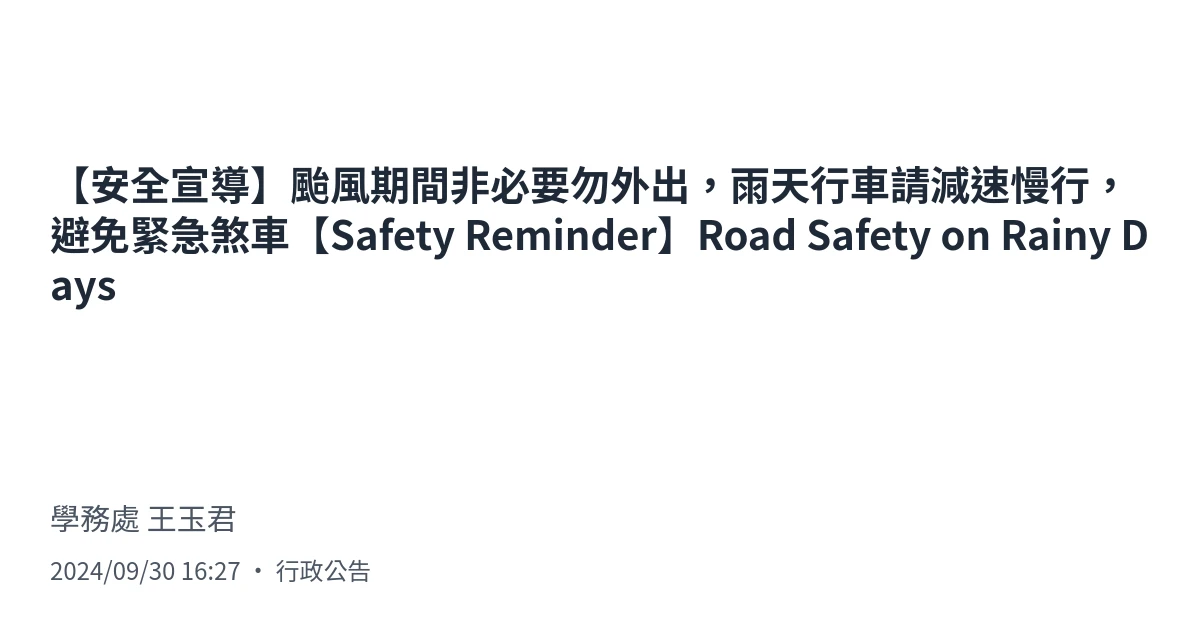 【安全宣導】颱風期間非必要勿外出，雨天行車請減速慢行，
避免緊急煞車【Safety Reminder】Road Safety on Rainy D
ays
學務處 王玉君
2024/09/30 16:27 · 行政公告